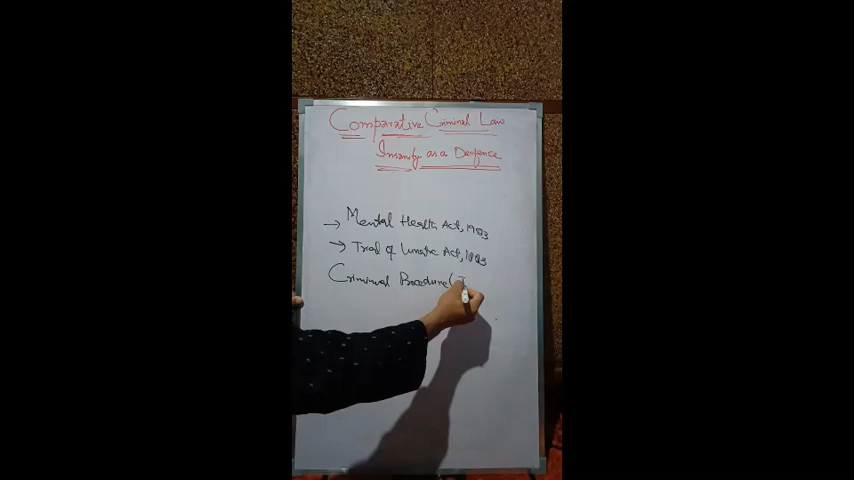 Comparative Criminal Law
Insanity as a Defence
→ Mental Health Act, 1983
→ Trial of Lunatic Act, 1883
Criminal Procedure( I